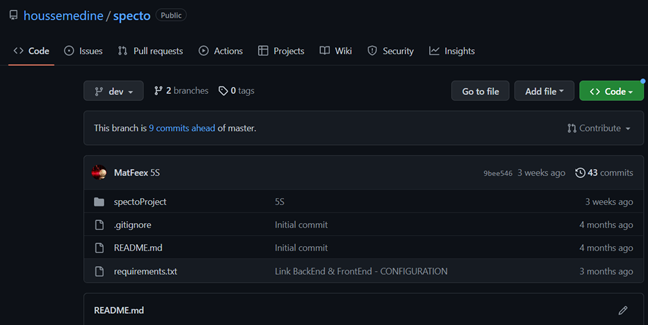 houssemedine / specto Public
Code Issues Pull requests Actions Projects Wiki Security Insights
dev 2 branches 0 tags Go to file Add file Code
This branch is 9 commits ahead of master. Contribute
MatFeex 5S 9bee546 3 weeks ago 43 commits
spectoProject 5S 3 weeks ago
.gitignore Initial commit 4 months ago
README.md Initial commit 4 months ago
requirements.txt Link BackEnd & FrontEnd - CONFIGURATION 3 months ago
README.md